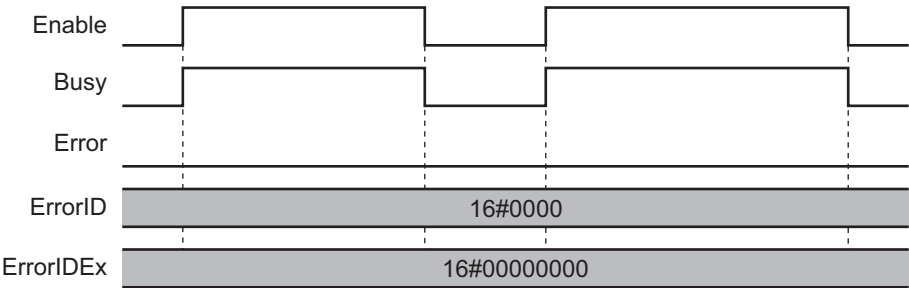 Enable
Busy
Error
ErrorID 16#0000
ErrorIDEx 16#00000000